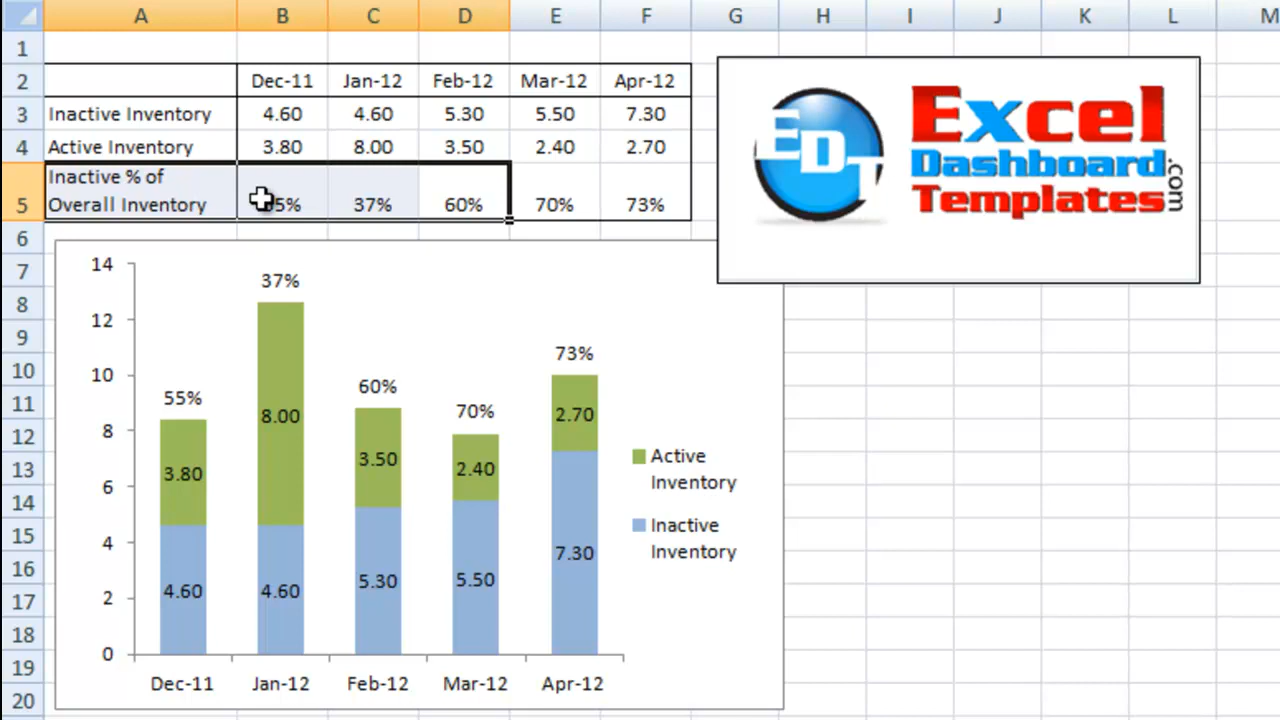 A B C D E F G H I J K L M
1
2 Dec-11 Jan-12 Feb-12 Mar-12 Apr-12
3 Inactive Inventory 4.60 4.60 5.30 5.50 7.30
4 Active Inventory 3.80 8.00 3.50 2.40 2.70
Inactive % of
5 Overall Inventory 5% 37% 60% 70% 73%
EDT
Excel
Dashboard
Templates
.com
6
7
8
9
10
11
12
13
14
15
16
17
18
19
20
14
12
10
8
6
4
2
0
55% 37% 60% 70% 73%
3.80 8.00 3.50 2.40 2.70
4.60 4.60 5.30 5.50 7.30
Dec-11 Jan-12 Feb-12 Mar-12 Apr-12
Active
Inventory
Inactive
Inventory